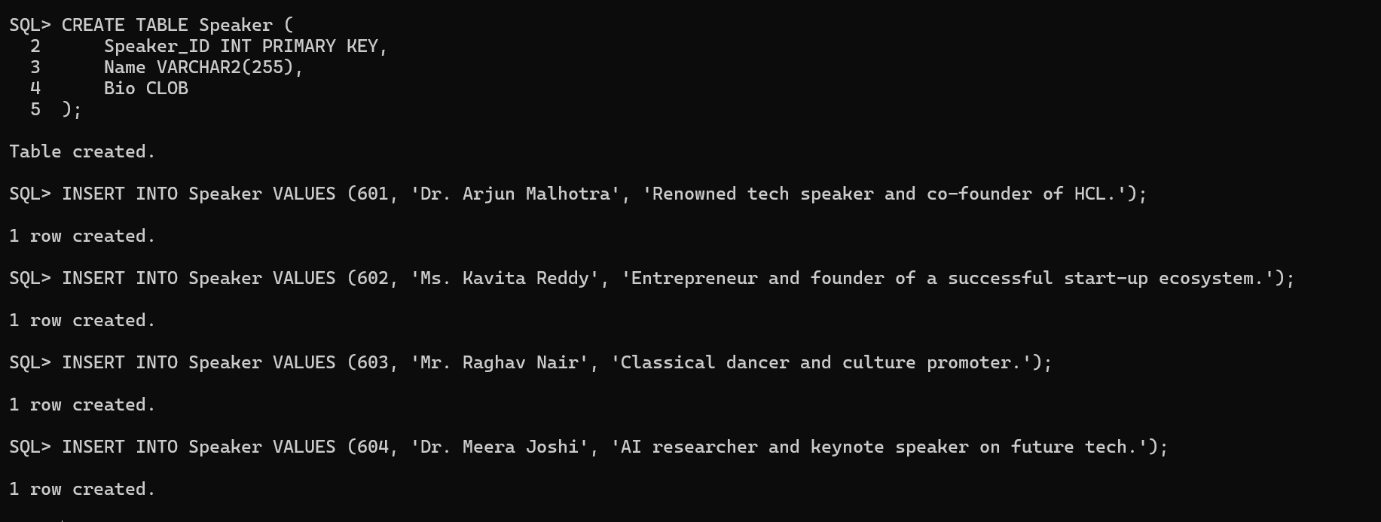 SQL> CREATE TABLE Speaker (
  2      Speaker_ID INT PRIMARY KEY,
  3      Name VARCHAR2(255),
  4      Bio CLOB
  5  );
Table created.
SQL> INSERT INTO Speaker VALUES (601, 'Dr. Arjun Malhotra', 'Renowned tech speaker and co-founder of HCL.');
1 row created.
SQL> INSERT INTO Speaker VALUES (602, 'Ms. Kavita Reddy', 'Entrepreneur and founder of a successful start-up ecosystem.');
1 row created.
SQL> INSERT INTO Speaker VALUES (603, 'Mr. Raghav Nair', 'Classical dancer and culture promoter.');
1 row created.
SQL> INSERT INTO Speaker VALUES (604, 'Dr. Meera Joshi', 'AI researcher and keynote speaker on future tech.');
1 row created.